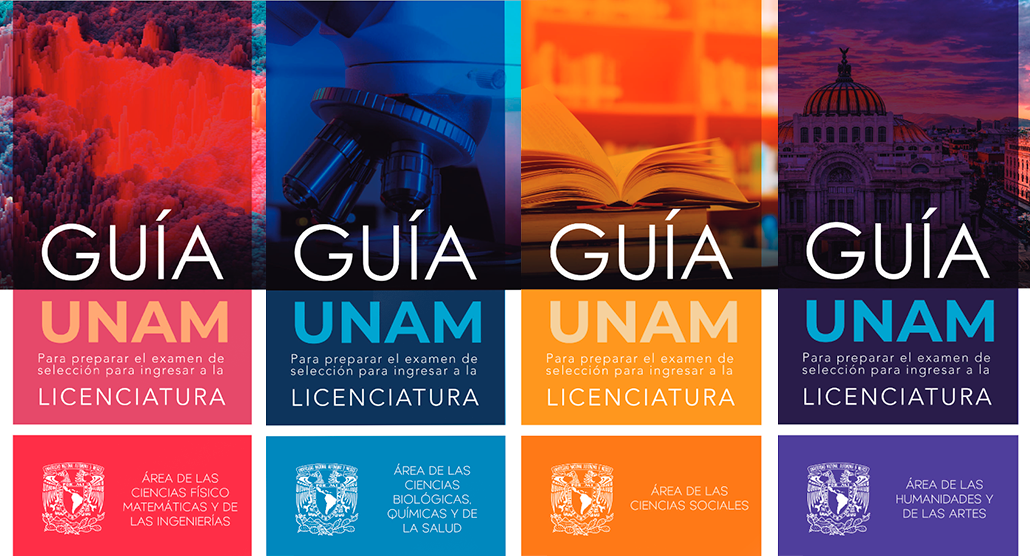 GUÍA
UNAM
Para preparar el examen de
selección para ingresar a la
LICENCIATURA
ÁREA DE LAS
CIENCIAS FÍSICO
MATEMÁTICAS Y DE
LAS INGENIERÍAS
GUÍA
UNAM
Para preparar el examen de
selección para ingresar a la
LICENCIATURA
ÁREA DE LAS
CIENCIAS
BIOLÓGICAS,
QUÍMICAS Y DE
LA SALUD
GUÍA
UNAM
Para preparar el examen de
selección para ingresar a la
LICENCIATURA
ÁREA DE LAS
CIENCIAS SOCIALES
GUÍA
UNAM
Para preparar el examen de
selección para ingresar a la
LICENCIATURA
ÁREA DE LAS
HUMANIDADES Y
DE LAS ARTES